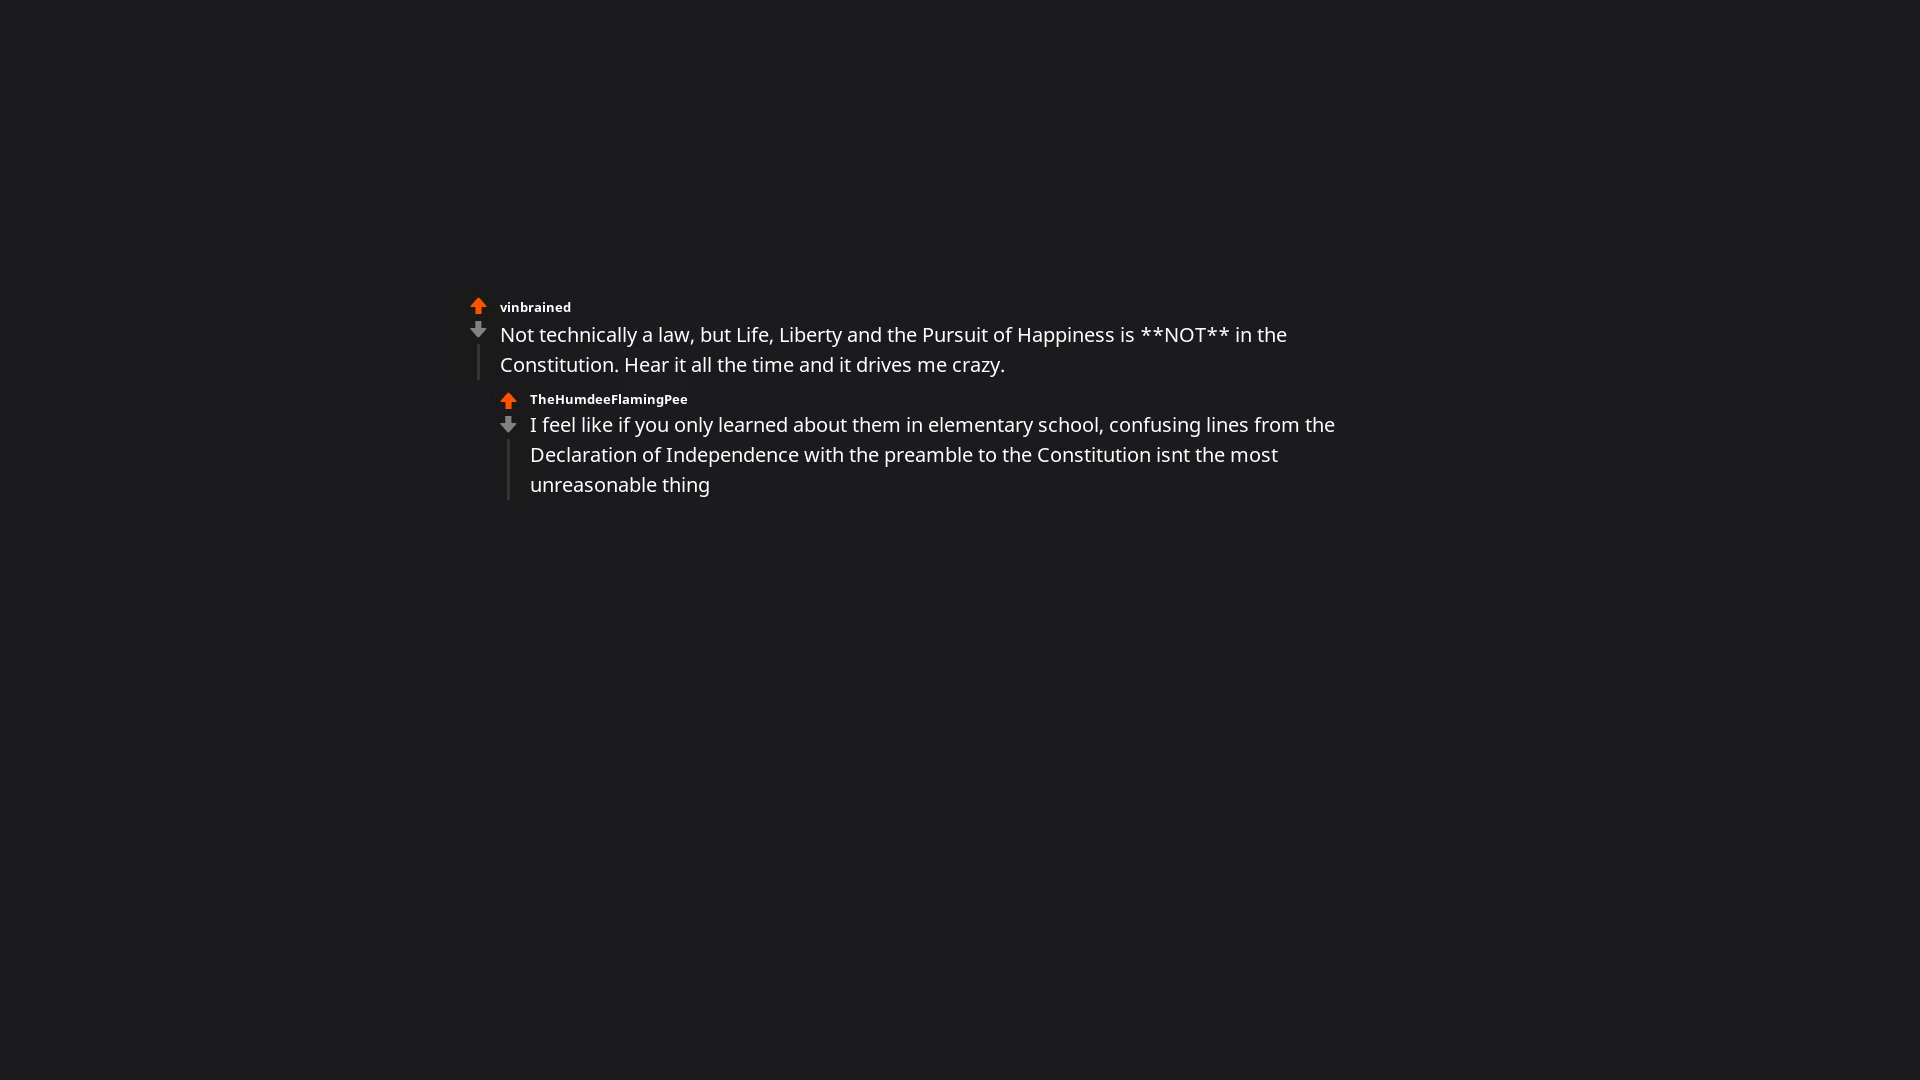 vinbrained
Not technically a law, but Life, Liberty and the Pursuit of Happiness is **NOT** in the
Constitution. Hear it all the time and it drives me crazy.
TheHumdeeFlamingPee
I feel like if you only learned about them in elementary school, confusing lines from the
Declaration of Independence with the preamble to the Constitution isnt the most
unreasonable thing